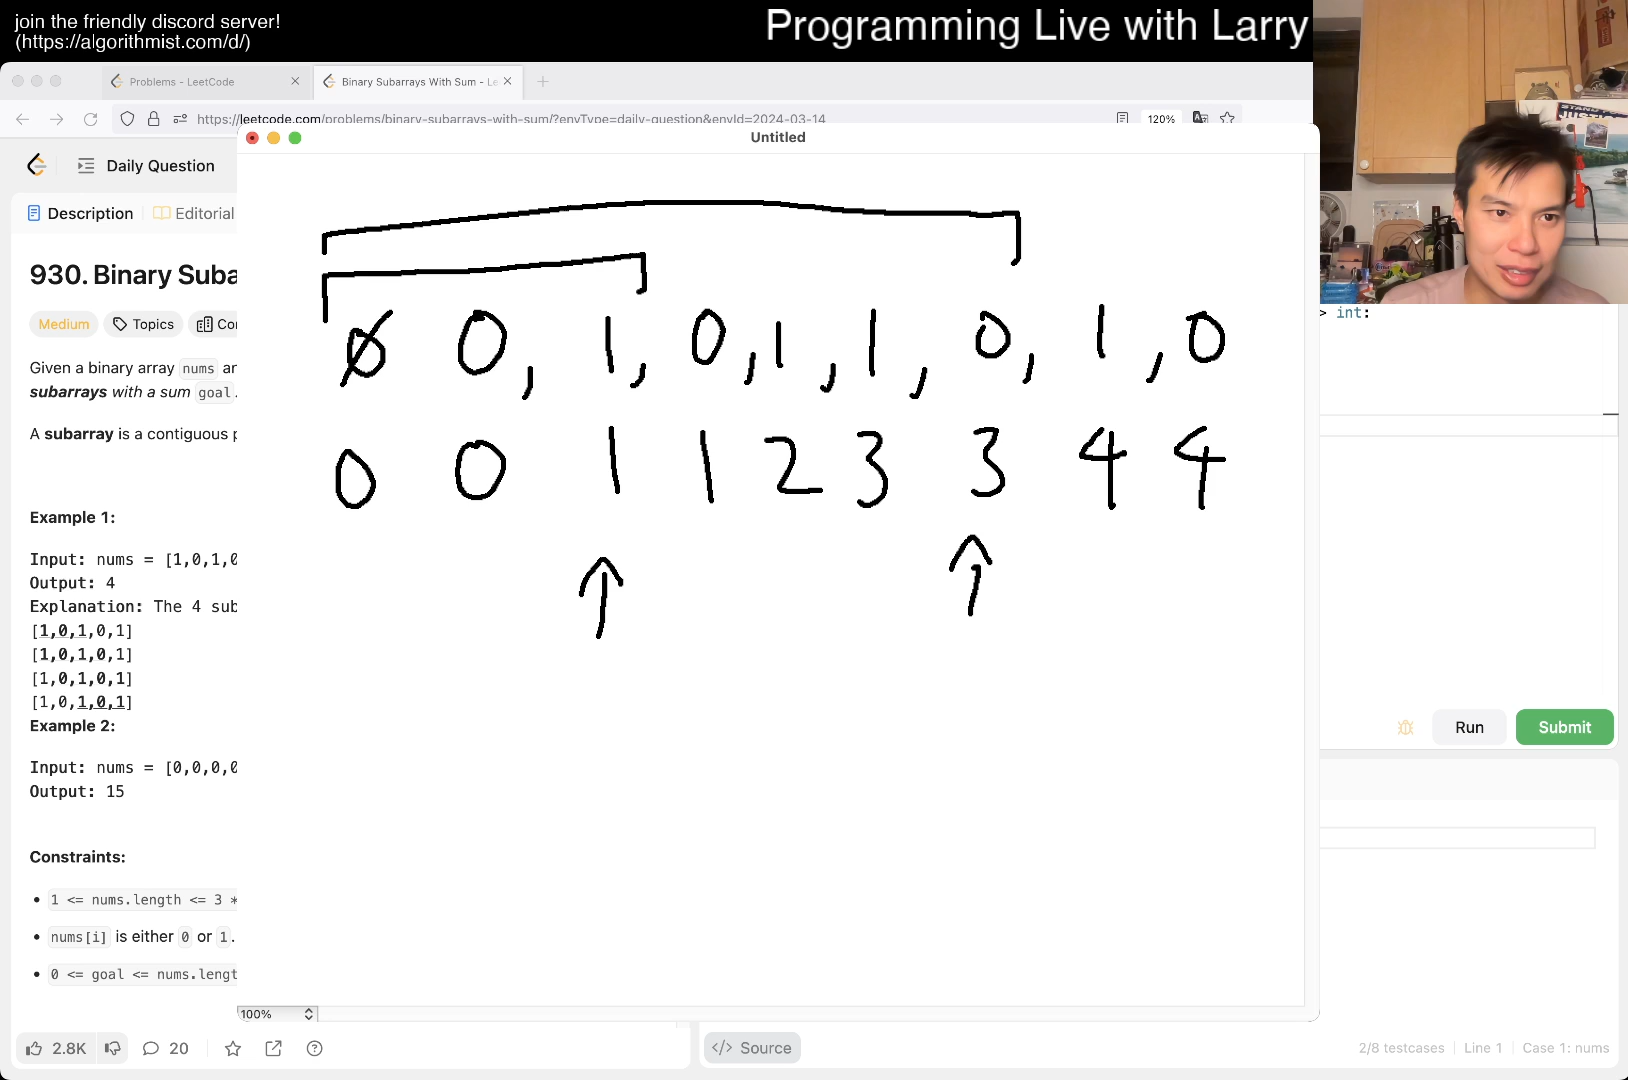 join the friendly discord server!
(https://algorithmist.com/d/)
Programming Live with Larry
Problems - LeetCode
Binary Subarrays With Sum - Le
https://leetcode.com/problems/binary-subarrays-with-sum/?envType=daily-question&envId=2024-03-14
120%
Untitled
Daily Question
Description
Editorial
930. Binary Suba
Medium
Topics
Co
Given a binary array nums ar
subarrays with a sum goal.
A subarray is a contiguous p
Example 1:
Input: nums = [1,0,1,0
Output: 4
Explanation: The 4 sub
[1,0,1,0,1]
[1,0,1,0,1]
[1,0,1,0,1]
[1,0,1,0,1]
Example 2:
Input: nums = [0,0,0,0
Output: 15
Constraints:
1 <= nums.length <= 3 *
nums[i] is either 0 or 1.
0 <= goal <= nums.lengt
2.8K
20
0 0, 1, 0, 1, 1, 0, 1, 0
0 0 1 1 2 3 3 4 4
100%
> int:
Run
Submit
Source
2/8 testcases
Line 1
Case 1: nums